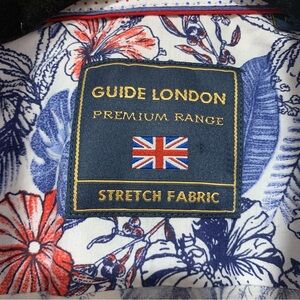 GUIDE LONDON
PREMIUM RANGE
STRETCH FABRIC